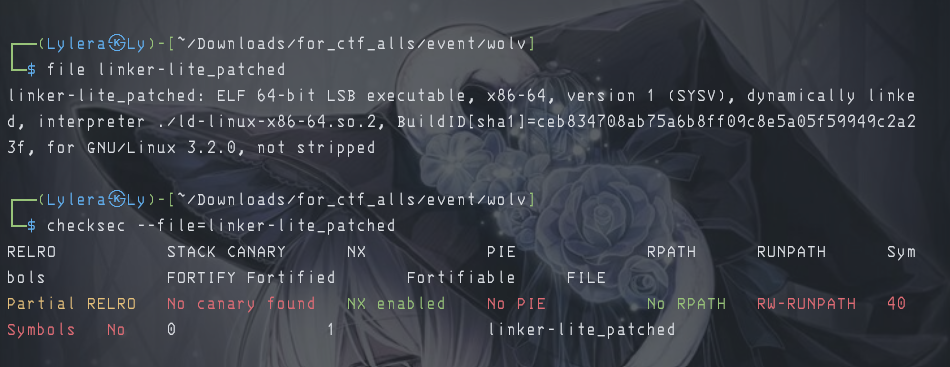 ┌──(Lylera㉿Ly)-[~/Downloads/for_ctf_alls/event/wolv]
└─$ file linker-lite_patched
linker-lite_patched: ELF 64-bit LSB executable, x86-64, version 1 (SYSV), dynamically linke
d, interpreter ./ld-linux-x86-64.so.2, BuildID[sha1]=ceb834708ab75a6b8ff09c8e5a05f59949c2a2
3f, for GNU/Linux 3.2.0, not stripped
┌──(Lylera㉿Ly)-[~/Downloads/for_ctf_alls/event/wolv]
└─$ checksec --file=linker-lite_patched
RELRO           STACK CANARY      NX            PIE             RPATH      RUNPATH      Sym
bols            FORTIFY Fortified       Fortifiable     FILE
Partial RELRO   No canary found   NX enabled    No PIE          No RPATH   RW-RUNPATH   40
Symbols   No    0               1               linker-lite_patched